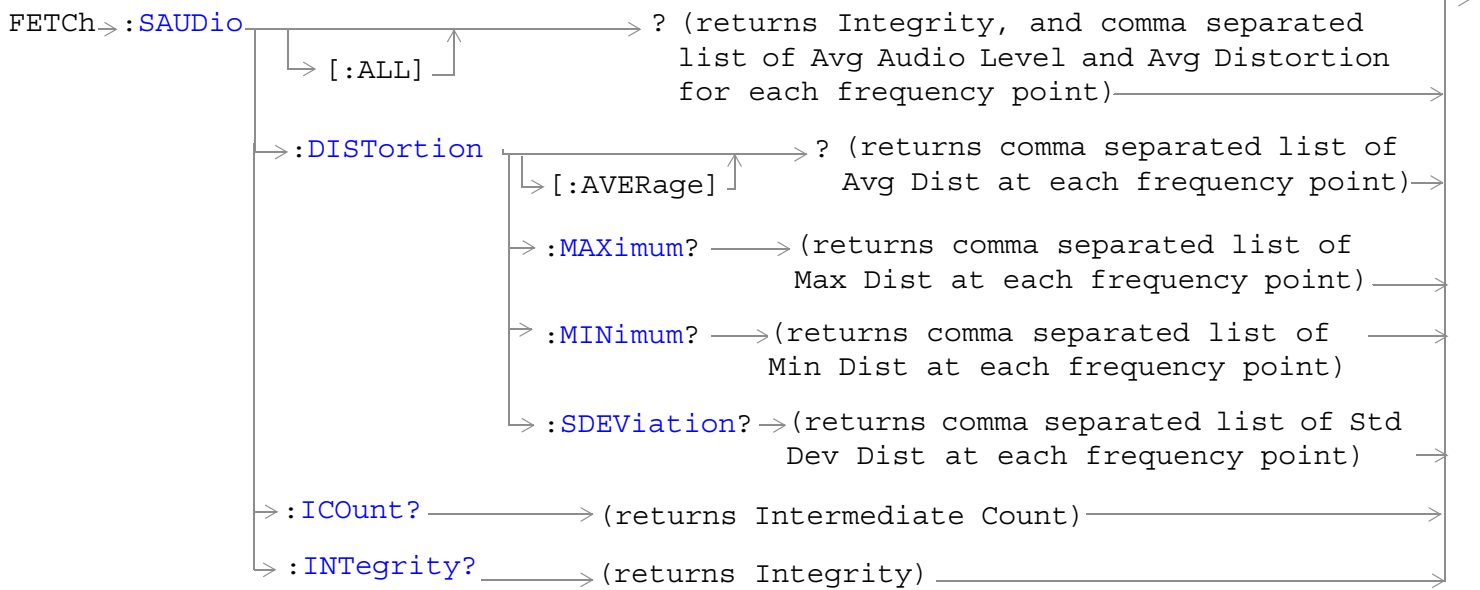 FETCh :SAUDio ? (returns Integrity, and comma separated
[:ALL] list of Avg Audio Level and Avg Distortion
for each frequency point)
:DISTortion ? (returns comma separated list of
[:AVERage] Avg Dist at each frequency point)
:MAXimum? (returns comma separated list of
Max Dist at each frequency point)
:MINimum? (returns comma separated list of
Min Dist at each frequency point)
:SDEViation? (returns comma separated list of Std
Dev Dist at each frequency point)
:ICOunt? (returns Intermediate Count)
:INTegrity? (returns Integrity)